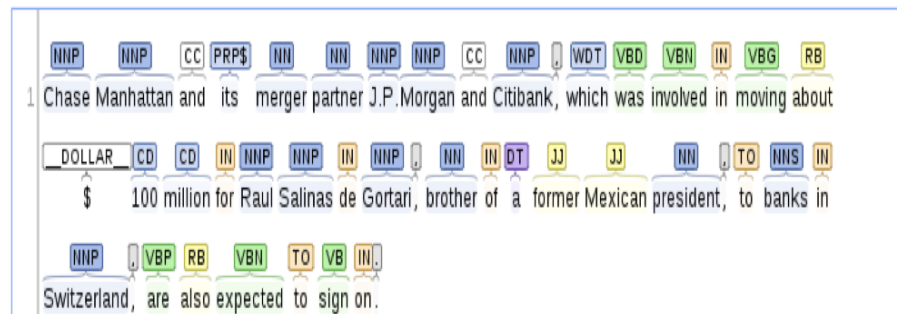 NNP NNP CC PRP$ NN NN NNP NNP CC NNP , WDT VBD VBN IN VBG RB
1 Chase Manhattan and its merger partner J.P. Morgan and Citibank, which was involved in moving about
__DOLLAR__ CD CD IN NNP NNP IN NNP , NN IN DT JJ JJ NN , TO NNS IN
$ 100 million for Raul Salinas de Gortari, brother of a former Mexican president, to banks in
NNP , VBP RB VBN TO VB IN .
Switzerland, are also expected to sign on.